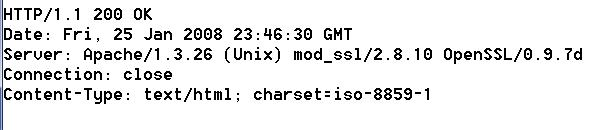 HTTP/1.1 200 OK
Date: Fri, 25 Jan 2008 23:46:30 GMT
Server: Apache/1.3.26 (Unix) mod_ssl/2.8.10 OpenSSL/0.9.7d
Connection: close
Content-Type: text/html; charset=iso-8859-1